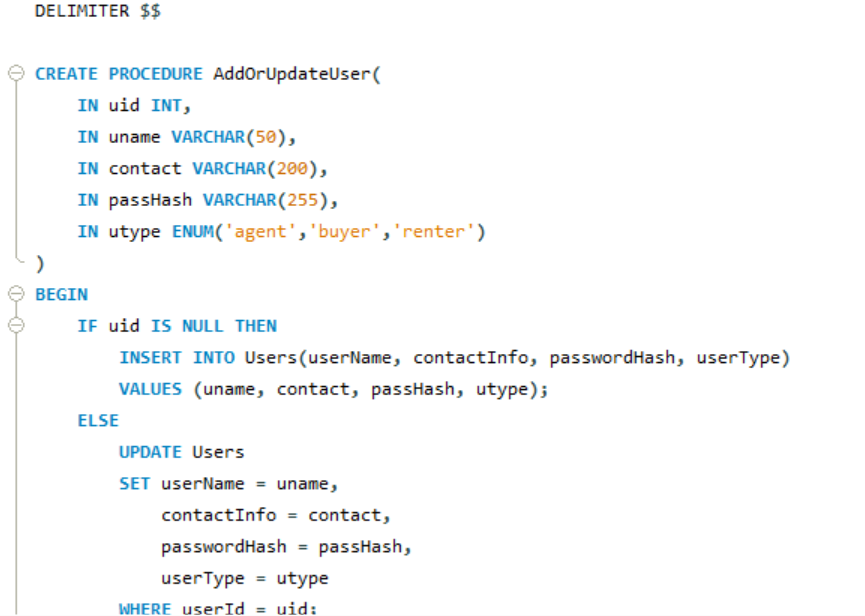 DELIMITER $$
CREATE PROCEDURE AddOrUpdateUser(
IN uid INT,
IN uname VARCHAR(50),
IN contact VARCHAR(200),
IN passHash VARCHAR(255),
IN utype ENUM('agent','buyer','renter')
)
BEGIN
IF uid IS NULL THEN
INSERT INTO Users(userName, contactInfo, passwordHash, userType)
VALUES (uname, contact, passHash, utype);
ELSE
UPDATE Users
SET userName = uname,
contactInfo = contact,
passwordHash = passHash,
userType = utype
WHERE userId = uid;